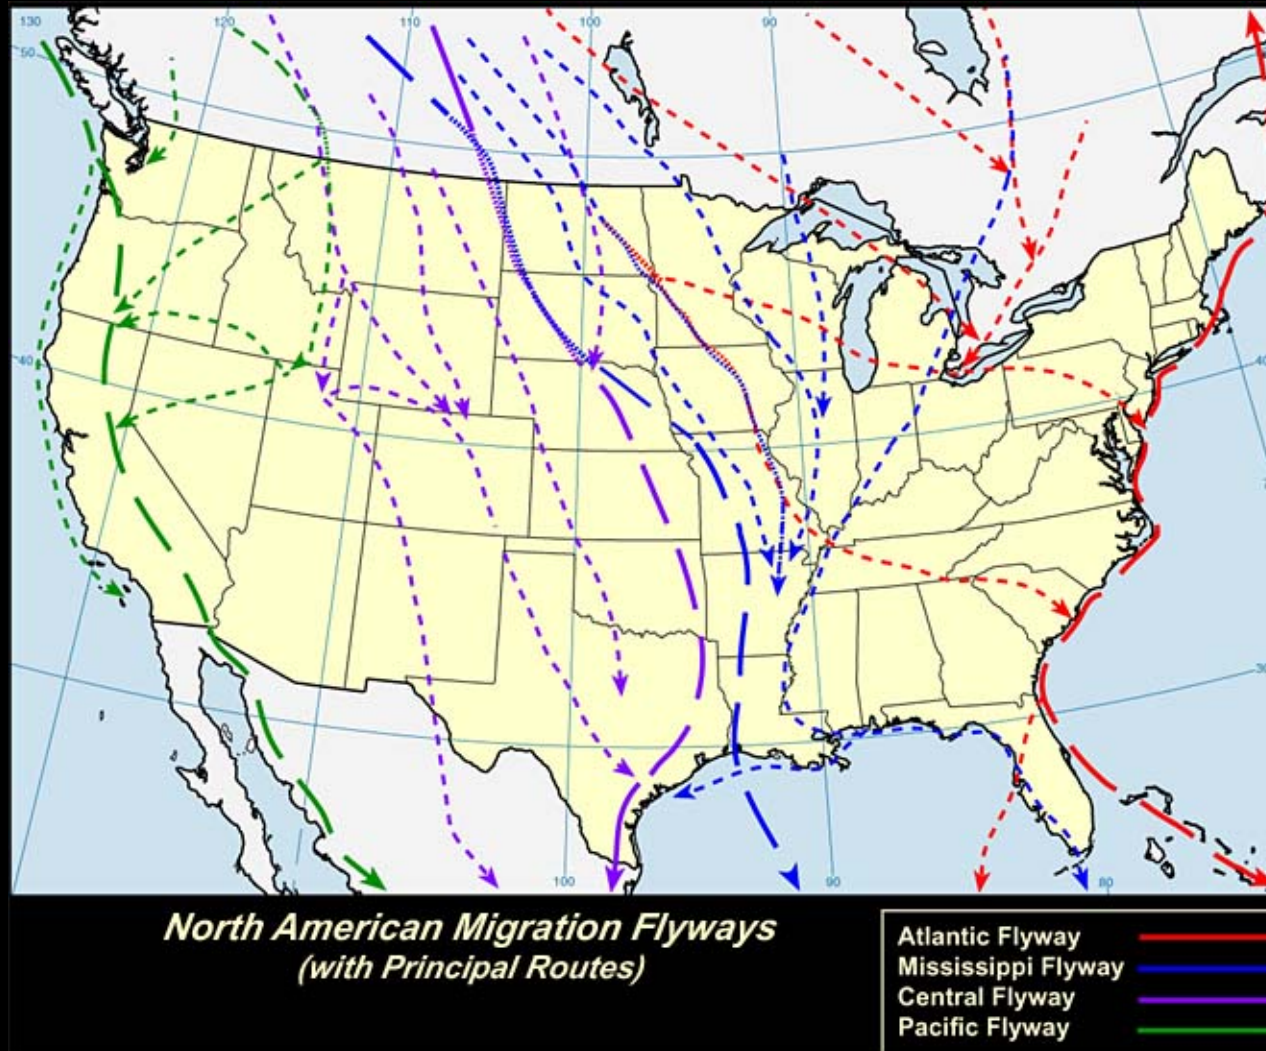 130
120
110
100
90
50
40
40
30
100
90
80
North American Migration Flyways
(with Principal Routes)
Atlantic Flyway
Mississippi Flyway
Central Flyway
Pacific Flyway